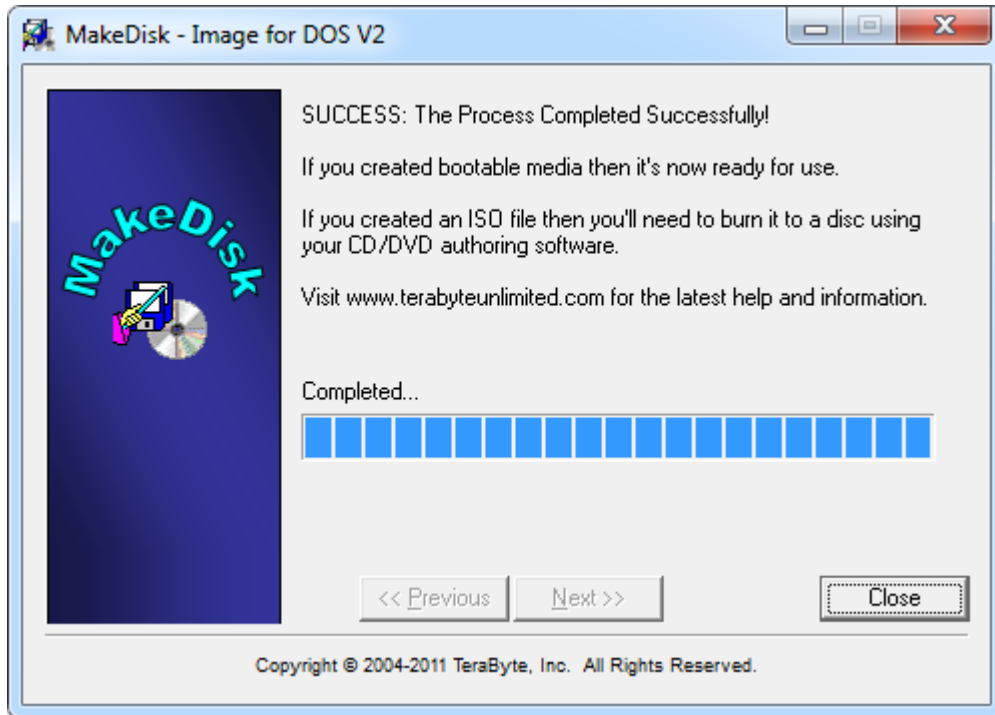 MakeDisk - Image for DOS V2
MakeDisk
SUCCESS: The Process Completed Successfully!
If you created bootable media then it's now ready for use.
If you created an ISO file then you'll need to burn it to a disc using
your CD/DVD authoring software.
Visit www.terabyteunlimited.com for the latest help and information.
Completed...
<< Previous
Next >>
Close
Copyright © 2004-2011 TeraByte, Inc.  All Rights Reserved.